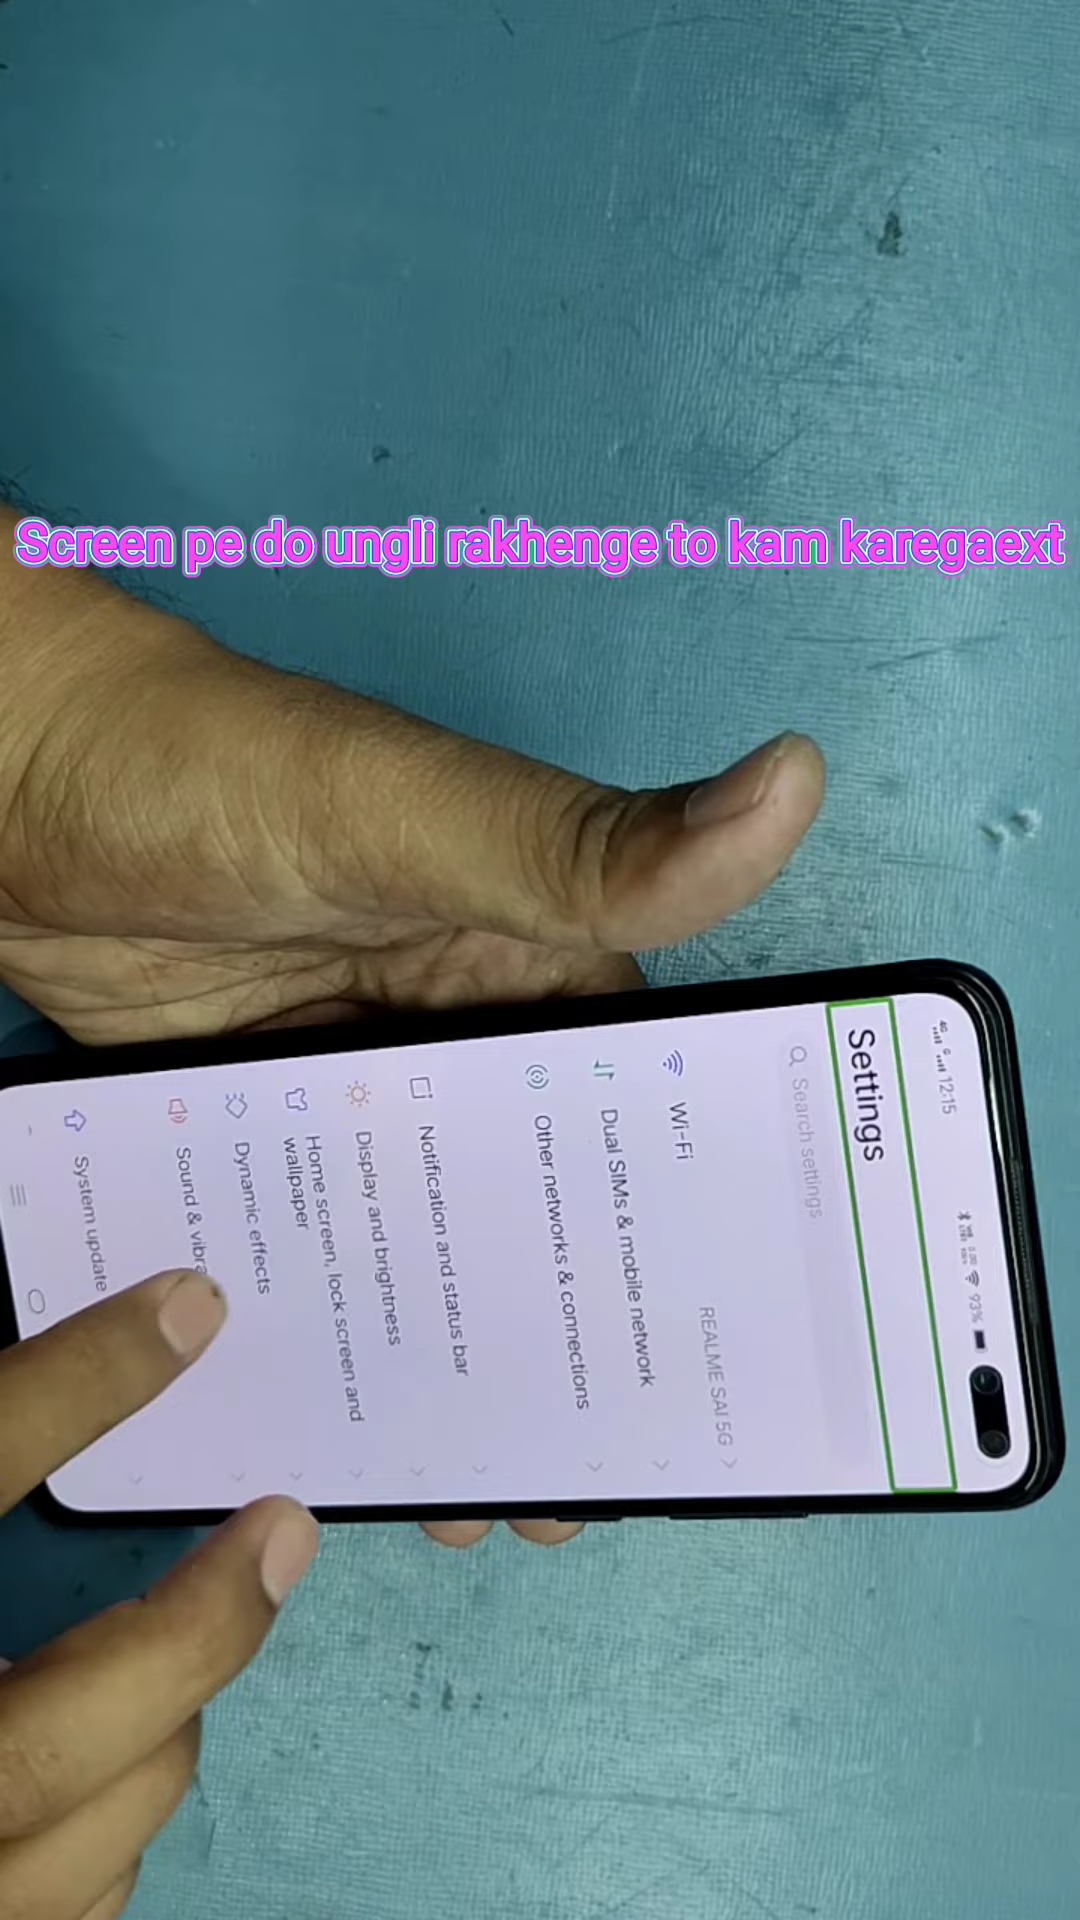 Screen pe do ungli rakhenge to kam karegaext
12:15
93%
Settings
Search settings
Wi-Fi
REALME SAI 5G
Dual SIMs & mobile network
Other networks & connections
Notification and status bar
Display and brightness
Home screen, lock screen and
wallpaper
Dynamic effects
Sound & vibra
System update